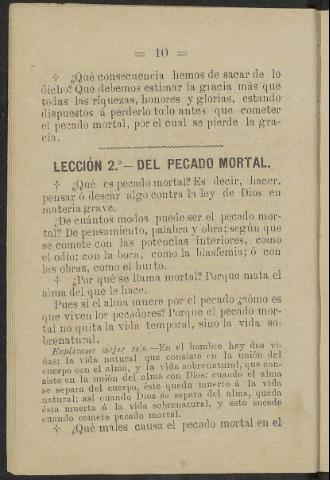 = 10 =
† ¿Qué consecuencia hemos de sacar de lo
dicho? Que debemos estimar la gracia más que
todas las riquezas, honores y glorias, estando
dispuestos á perderlo todo antes que cometer
el pecado mortal, por el cual se pierde la gra-
cia.
LECCIÓN 2.ª—DEL PECADO MORTAL.
† ¿Qué es pecado mortal? Es decir, hacer,
pensar ó desear algo contra la ley de Dios en
materia grave.
¿De cuántos modos puede ser el pecado mor-
tal? De pensamiento, palabra y obra; según que
se comete con las potencias interiores, como
el odio; con la boca, como la blasfemia; ó con
las obras, como el hurto.
† ¿Por qué se llama mortal? Porque mata el
alma del que le hace.
Pues si el alma muere por el pecado ¿cómo es
que viven los pecadores? Porque el pecado mor-
tal no quita la vida temporal, sino la vida so-
brenatural.
Explicame mejor esto.—En el hombre hay dos vi-
das; la vida natural que consiste en la unión del
cuerpo con el alma, y la vida sobrenatural, que con-
siste en la unión del alma con Dios: cuando el alma
se separa del cuerpo, éste queda muerto á la vida
natural; así cuando Dios se separa del alma, queda
ésta muerta á la vida sobrenatural, y esto sucede
cuando comete pecado mortal.
† ¿Qué males causa el pecado mortal en el